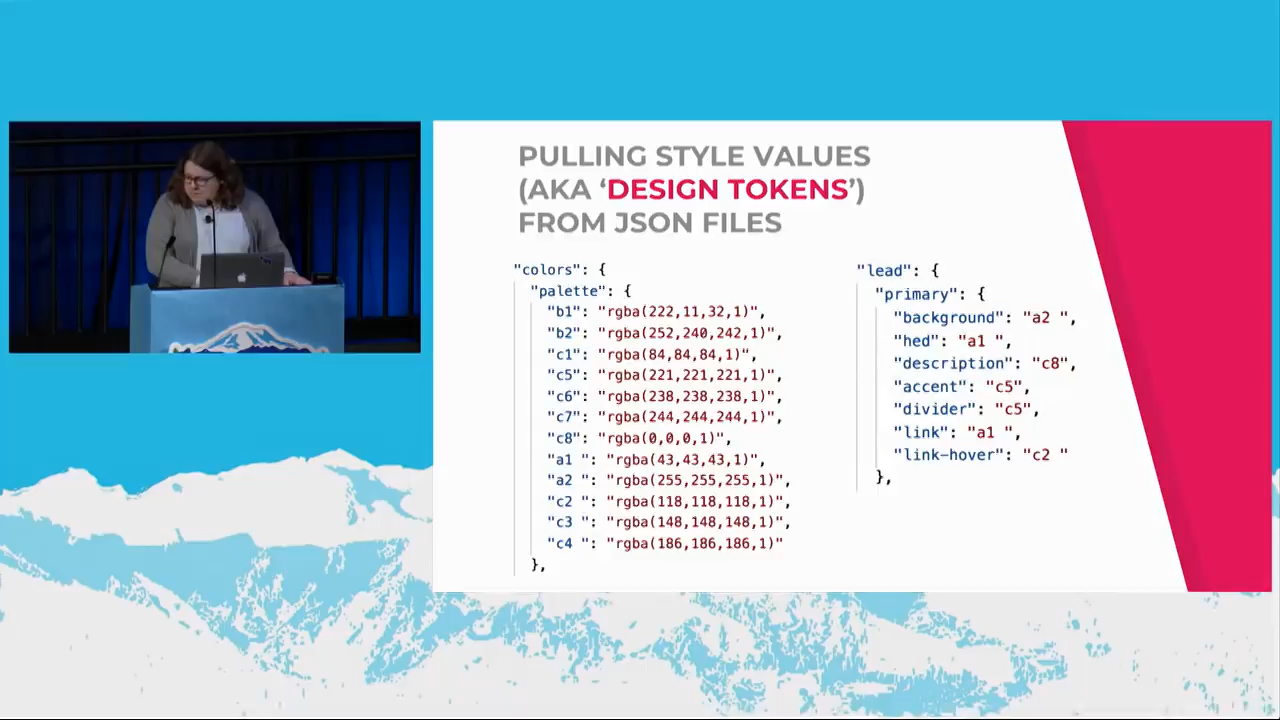 PULLING STYLE VALUES
(AKA ‘DESIGN TOKENS’)
FROM JSON FILES
"colors": {
"palette": {
"b1": "rgba(222,11,32,1)",
"b2": "rgba(252,240,242,1)",
"c1": "rgba(84,84,84,1)",
"c5": "rgba(221,221,221,1)",
"c6": "rgba(238,238,238,1)",
"c7": "rgba(244,244,244,1)",
"c8": "rgba(0,0,0,1)",
"a1 ": "rgba(43,43,43,1)",
"a2 ": "rgba(255,255,255,1)",
"c2 ": "rgba(118,118,118,1)",
"c3 ": "rgba(148,148,148,1)",
"c4 ": "rgba(186,186,186,1)"
},
"lead": {
"primary": {
"background": "a2 ",
"hed": "a1 ",
"description": "c8",
"accent": "c5",
"divider": "c5",
"link": "a1 ",
"link-hover": "c2 "
},